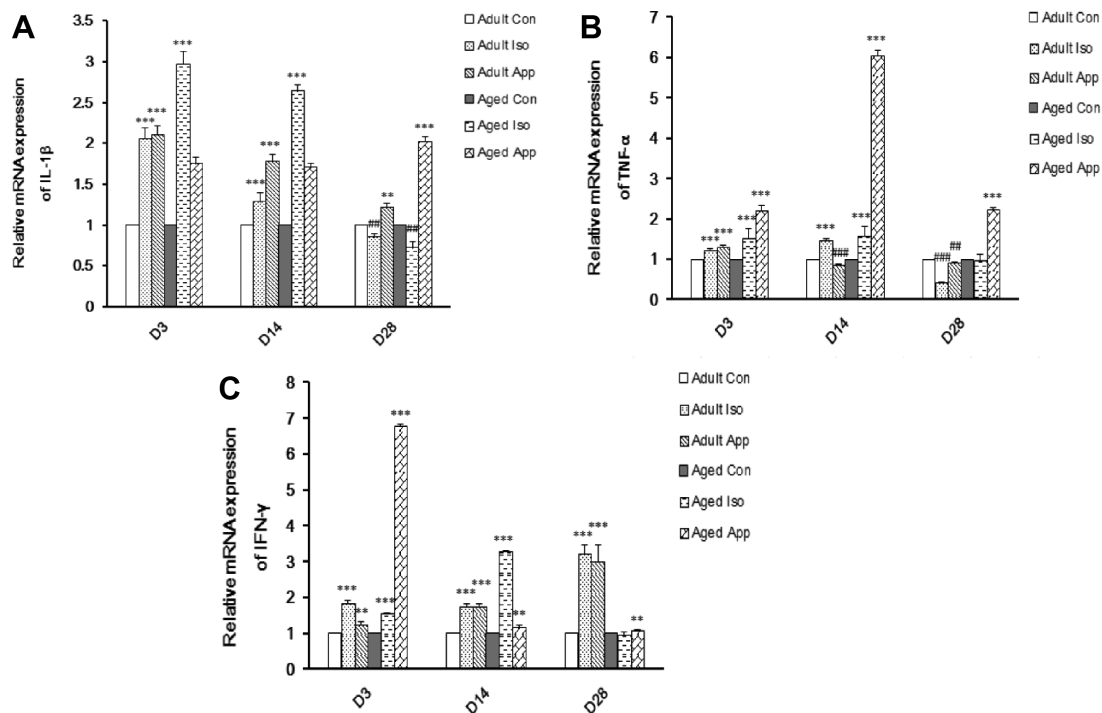 A
Relative mRNA expression
of IL-1β
3.5
3
2.5
2
1.5
1
0.5
0
***
***
***
***
***
***
##
**
##
***
D3
D14
D28
Adult Con
Adult Iso
Adult App
Aged Con
Aged Iso
Aged App
B
Relative mRNA expression
of TNF-α
7
6
5
4
3
2
1
0
***
***
***
***
***
###
***
***
###
##
***
D3
D14
D28
Adult Con
Adult Iso
Adult App
Aged Con
Aged Iso
Aged App
C
Relative mRNA expression
of IFN-γ
8
7
6
5
4
3
2
1
0
***
**
***
***
***
***
***
**
***
***
**
D3
D14
D28
Adult Con
Adult Iso
Adult App
Aged Con
Aged Iso
Aged App